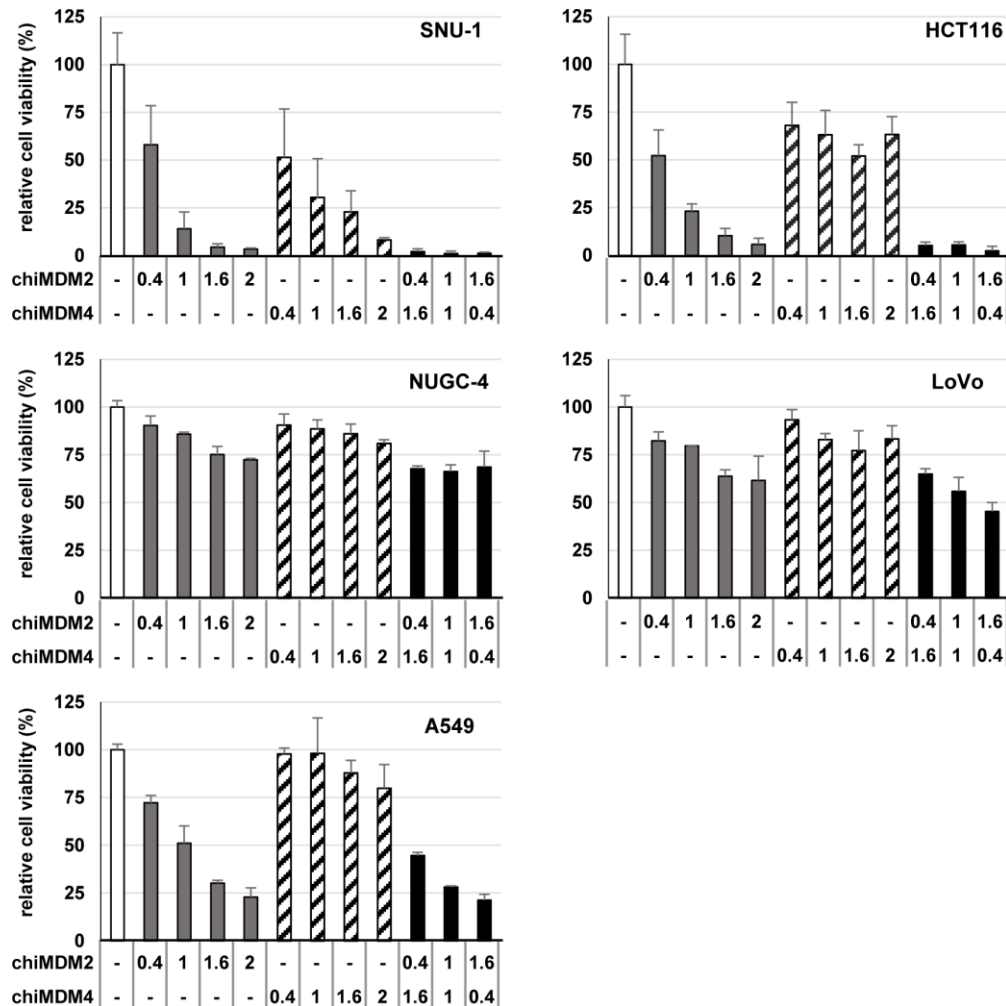 relative cell viability (%)
125
100
75
50
25
0
SNU-1
chiMDM2 - 0.4 1 1.6 2 - - - - 0.4 1 1.6
chiMDM4 - - - - - 0.4 1 1.6 2 1.6 1 0.4
125
100
75
50
25
0
HCT116
- 0.4 1 1.6 2 - - - - 0.4 1 1.6
- - - - - 0.4 1 1.6 2 1.6 1 0.4
relative cell viability (%)
125
100
75
50
25
0
NUGC-4
chiMDM2 - 0.4 1 1.6 2 - - - - 0.4 1 1.6
chiMDM4 - - - - - 0.4 1 1.6 2 1.6 1 0.4
125
100
75
50
25
0
LoVo
- 0.4 1 1.6 2 - - - - 0.4 1 1.6
- - - - - 0.4 1 1.6 2 1.6 1 0.4
relative cell viability (%)
125
100
75
50
25
0
A549
chiMDM2 - 0.4 1 1.6 2 - - - - 0.4 1 1.6
chiMDM4 - - - - - 0.4 1 1.6 2 1.6 1 0.4